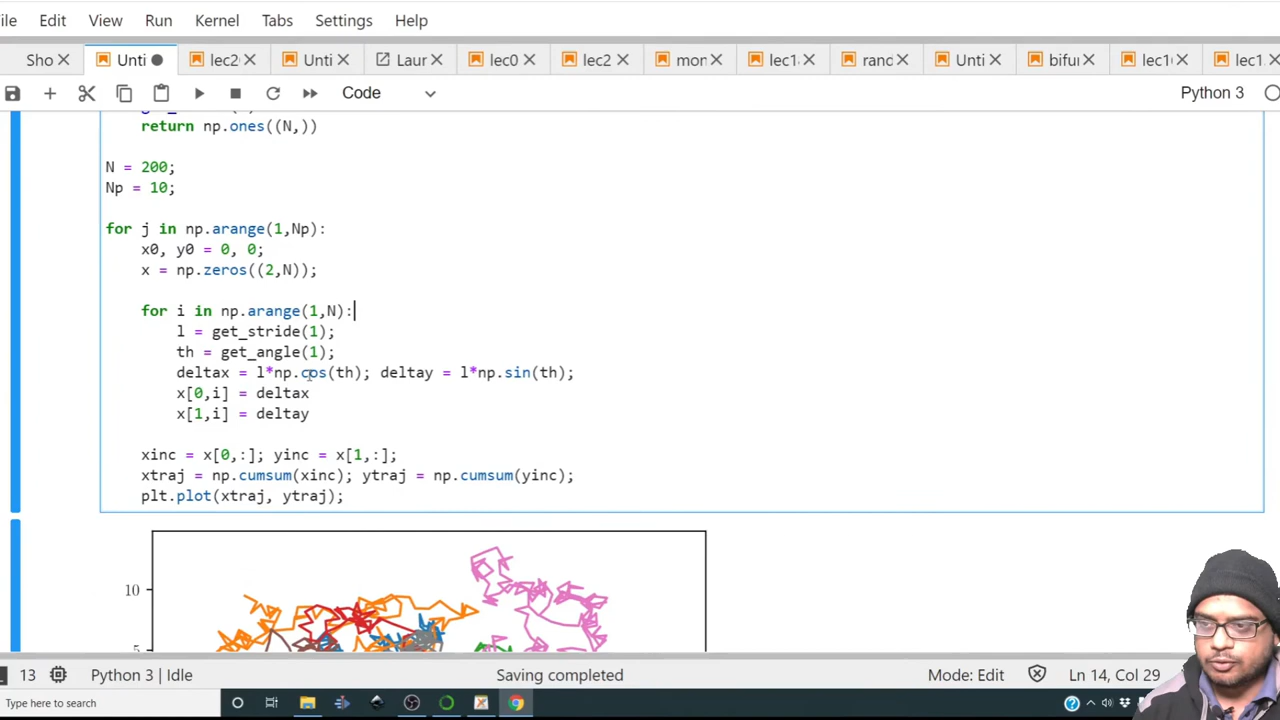 ile Edit View Run Kernel Tabs Settings Help
Sho Unti lec2 Unti Laur lec0 lec2 mor lec1 rand Unti bifu lec1 lec1
Code Python 3
return np.ones((N,))
N = 200;
Np = 10;
for j in np.arange(1,Np):
x0, y0 = 0, 0;
x = np.zeros((2,N));
for i in np.arange(1,N):
l = get_stride(1);
th = get_angle(1);
deltax = l*np.cos(th); deltay = l*np.sin(th);
x[0,i] = deltax
x[1,i] = deltay
xinc = x[0,:]; yinc = x[1,:];
xtraj = np.cumsum(xinc); ytraj = np.cumsum(yinc);
plt.plot(xtraj, ytraj);
10
13 Python 3 | Idle Saving completed Mode: Edit Ln 14, Col 29
Type here to search